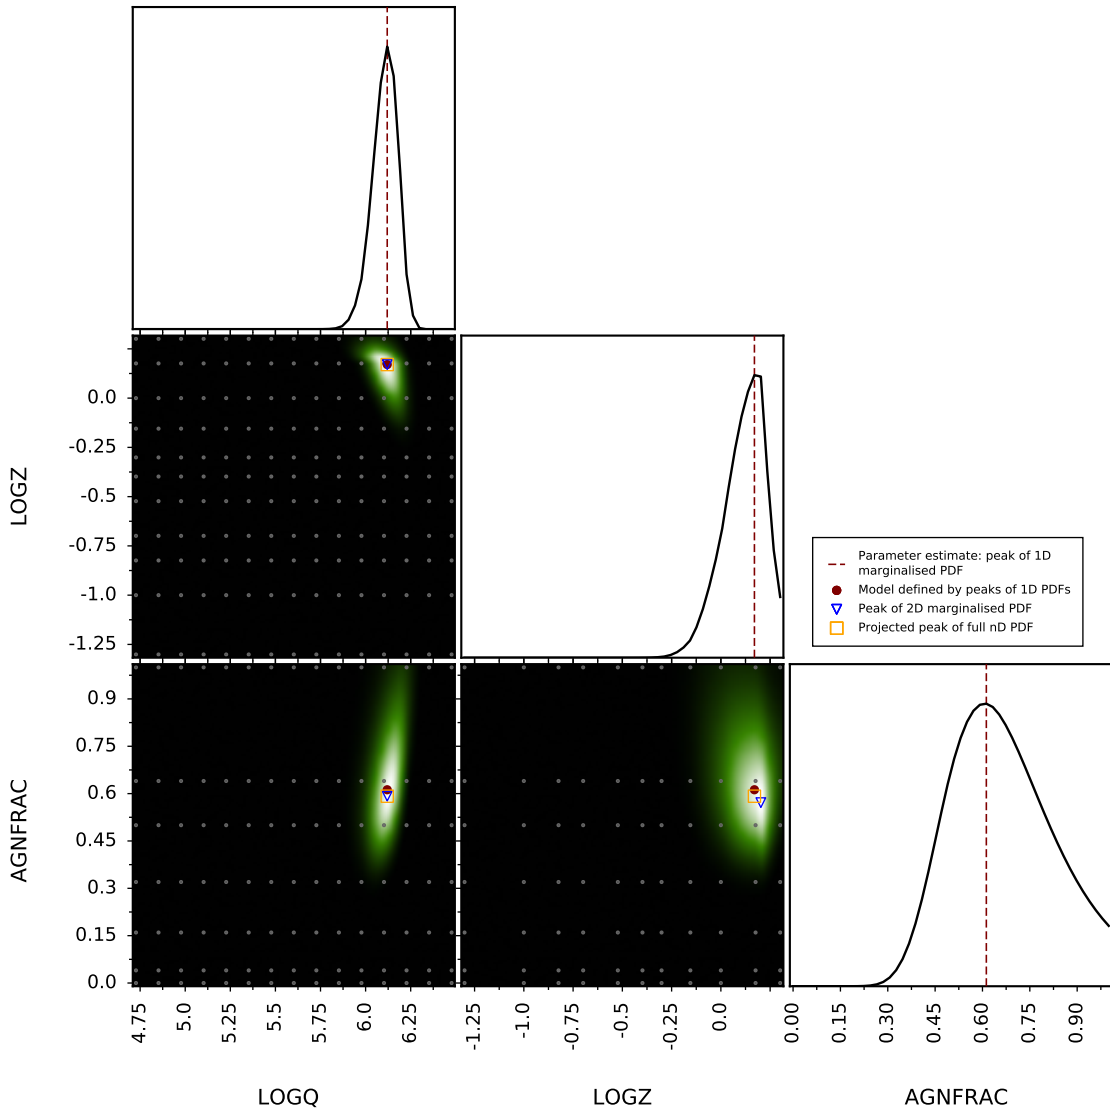 LOGZ
0.0
-0.25
-0.5
-0.75
-1.0
-1.25
Parameter estimate: peak of 1D
marginalised PDF
Model defined by peaks of 1D PDFs
Peak of 2D marginalised PDF
Projected peak of full nD PDF
AGNFRAC
0.9
0.75
0.6
0.45
0.3
0.15
0.0
4.75 5.0 5.25 5.5 5.75 6.0 6.25 -1.25 -1.0 -0.75 -0.5 -0.25 0.0 0.00 0.15 0.30 0.45 0.60 0.75 0.90
LOGQ LOGZ AGNFRAC